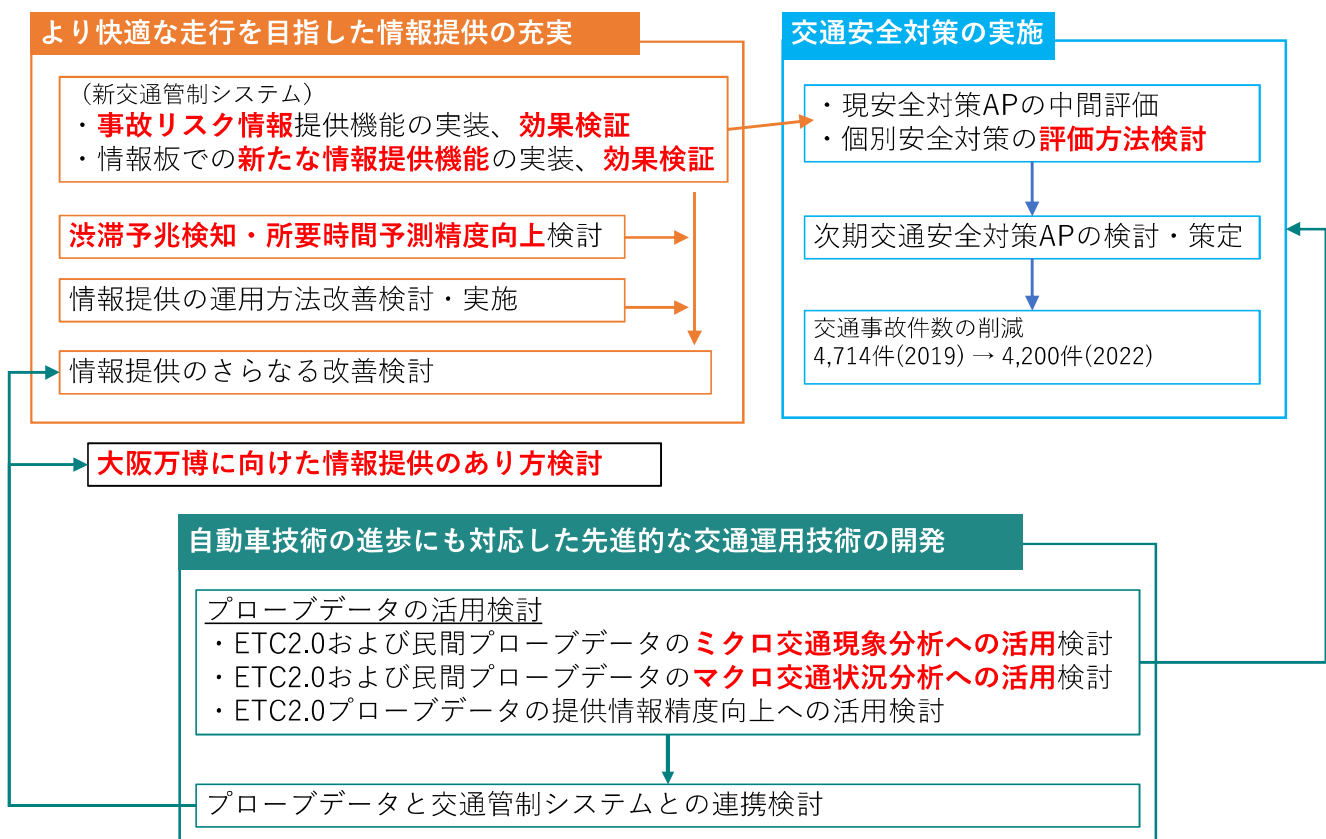 より快適な走行を目指した情報提供の充実
（新交通管制システム）
・事故リスク情報提供機能の実装、効果検証
・情報板での新たな情報提供機能の実装、効果検証
渋滞予兆検知・所要時間予測精度向上検討
情報提供の運用方法改善検討・実施
情報提供のさらなる改善検討
大阪万博に向けた情報提供のあり方検討
交通安全対策の実施
・現安全対策APの中間評価
・個別安全対策の評価方法検討
次期交通安全対策APの検討・策定
交通事故件数の削減
4,714件(2019) → 4,200件(2022)
自動車技術の進歩にも対応した先進的な交通運用技術の開発
プローブデータの活用検討
・ETC2.0および民間プローブデータのミクロ交通現象分析への活用検討
・ETC2.0および民間プローブデータのマクロ交通状況分析への活用検討
・ETC2.0プローブデータの提供情報精度向上への活用検討
プローブデータと交通管制システムとの連携検討